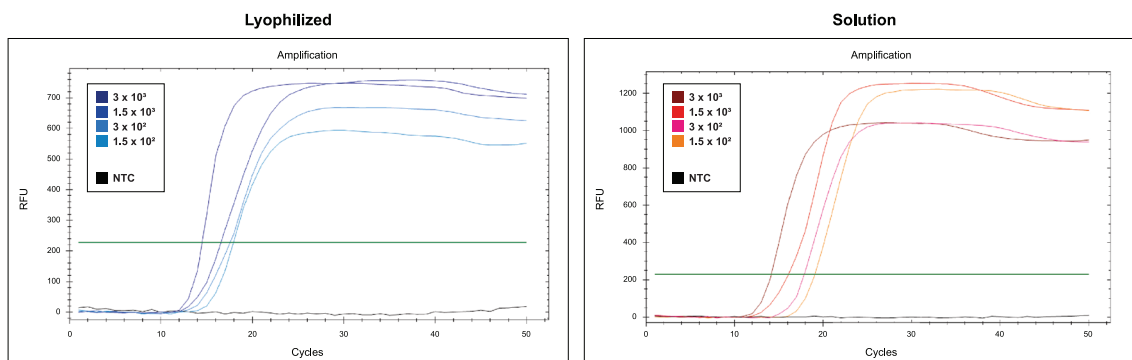 Lyophilized
Amplification
3 x 10³
1.5 x 10³
3 x 10²
1.5 x 10²
NTC
RFU
700
600
500
400
300
200
100
0
0
10
20
30
40
50
Cycles
Solution
Amplification
3 x 10³
1.5 x 10³
3 x 10²
1.5 x 10²
NTC
RFU
1200
1000
800
600
400
200
0
0
10
20
30
40
50
Cycles